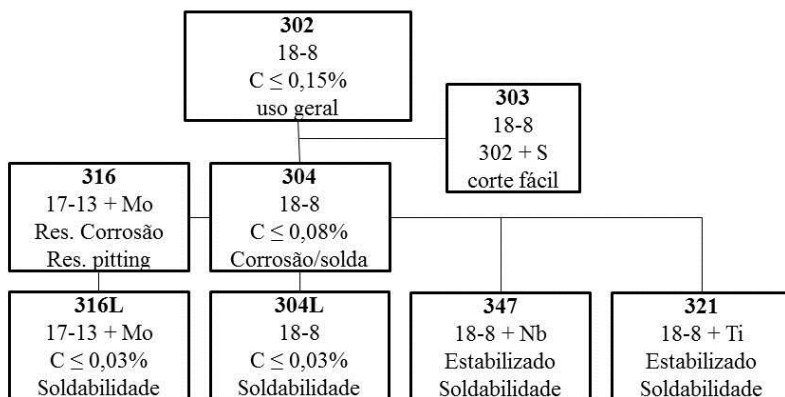 302
18-8
C ≤ 0,15%
uso geral
303
18-8
302 + S
corte fácil
316
17-13 + Mo
Res. Corrosão
Res. pitting
304
18-8
C ≤ 0,08%
Corrosão/solda
316L
17-13 + Mo
C ≤ 0,03%
Soldabilidade
304L
18-8
C ≤ 0,03%
Soldabilidade
347
18-8 + Nb
Estabilizado
Soldabilidade
321
18-8 + Ti
Estabilizado
Soldabilidade